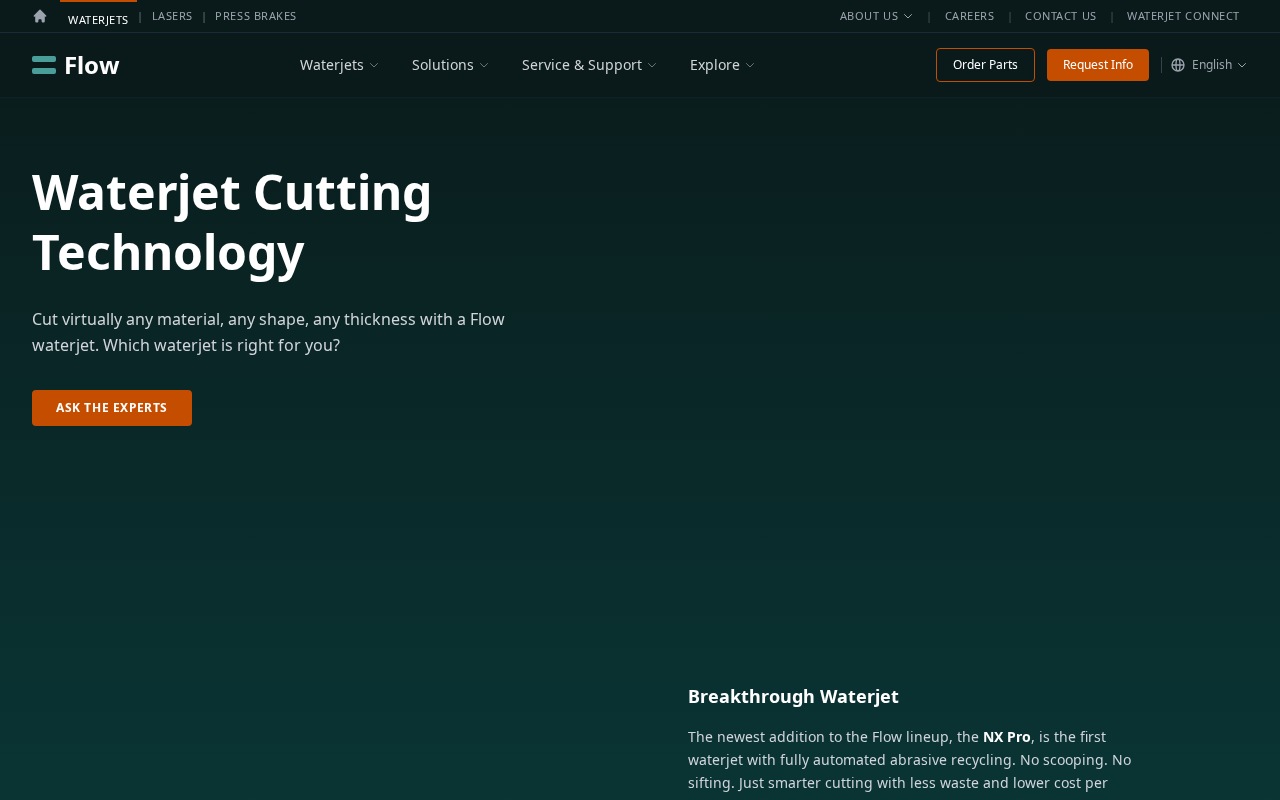 WATERJETS | LASERS | PRESS BRAKES
ABOUT US | CAREERS | CONTACT US | WATERJET CONNECT
Flow
Waterjets
Solutions
Service & Support
Explore
Order Parts
Request Info
English
Waterjet Cutting
Technology
Cut virtually any material, any shape, any thickness with a Flow
waterjet. Which waterjet is right for you?
ASK THE EXPERTS
Breakthrough Waterjet
The newest addition to the Flow lineup, the NX Pro, is the first
waterjet with fully automated abrasive recycling. No scooping. No
sifting. Just smarter cutting with less waste and lower cost per